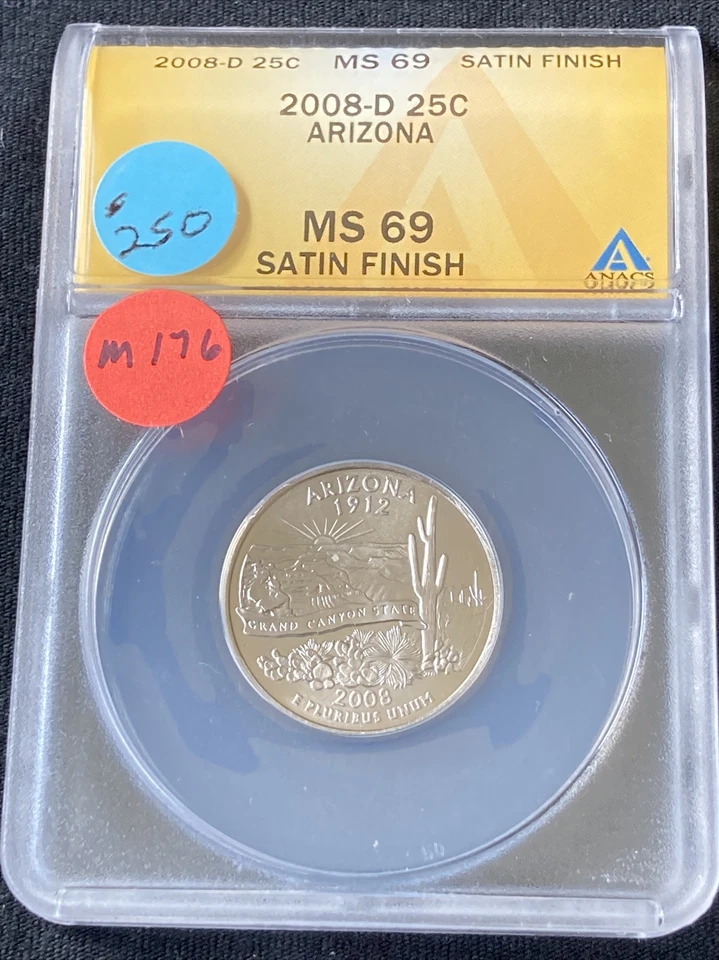 2008-D 25C MS 69 SATIN FINISH
2008-D 25C
ARIZONA
$250
MS 69
SATIN FINISH
ANACS
M176
ARIZONA
1912
GRAND CANYON STATE
2008
E PLURIBUS UNUM